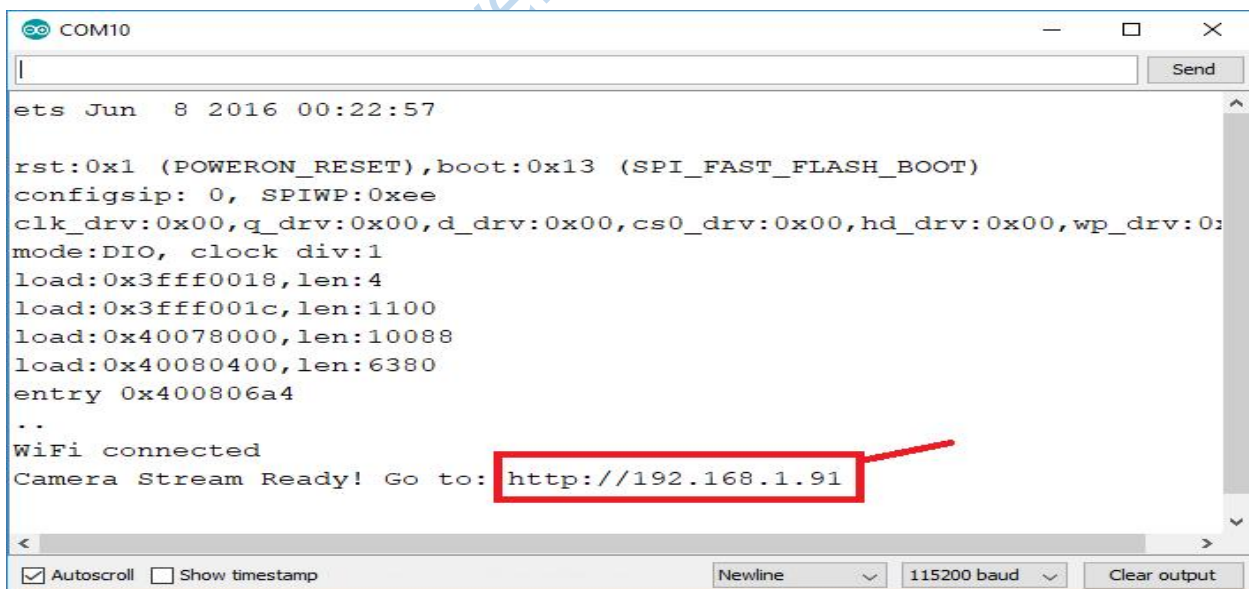 COM10
Send
ets Jun  8 2016 00:22:57
rst:0x1 (POWERON_RESET),boot:0x13 (SPI_FAST_FLASH_BOOT)
configsip: 0, SPIWP:0xee
clk_drv:0x00,q_drv:0x00,d_drv:0x00,cs0_drv:0x00,hd_drv:0x00,wp_drv:0
mode:DIO, clock div:1
load:0x3fff0018,len:4
load:0x3fff001c,len:1100
load:0x40078000,len:10088
load:0x40080400,len:6380
entry 0x400806a4
..
WiFi connected
Camera Stream Ready! Go to: http://192.168.1.91
Autoscroll Show timestamp Newline 115200 baud Clear output